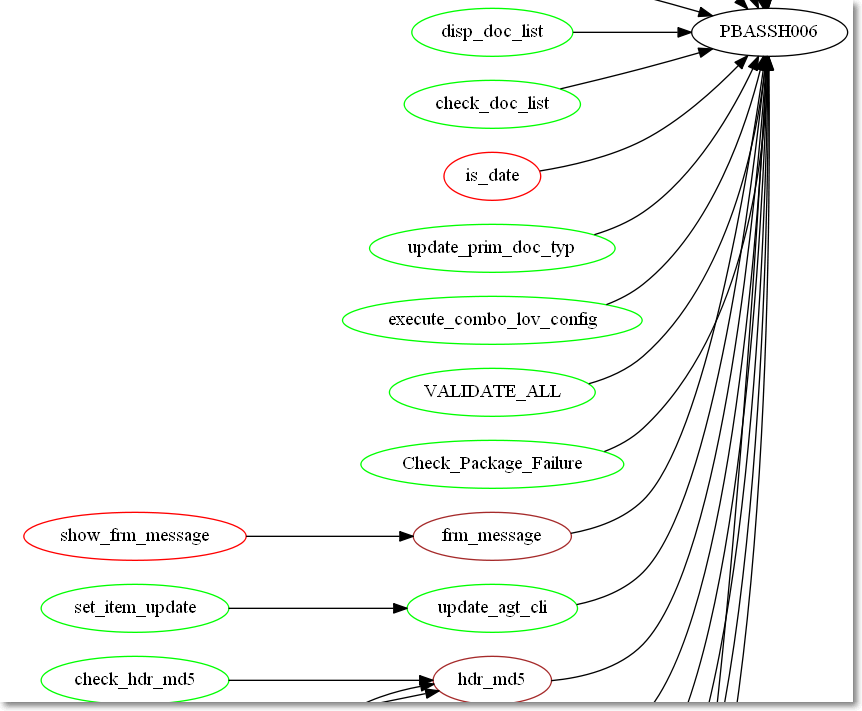 disp_doc_list
PBASSH006
check_doc_list
is_date
update_prim_doc_typ
execute_combo_lov_config
VALIDATE_ALL
Check_Package_Failure
show_frm_message
frm_message
set_item_update
update_agt_cli
check_hdr_md5
hdr_md5